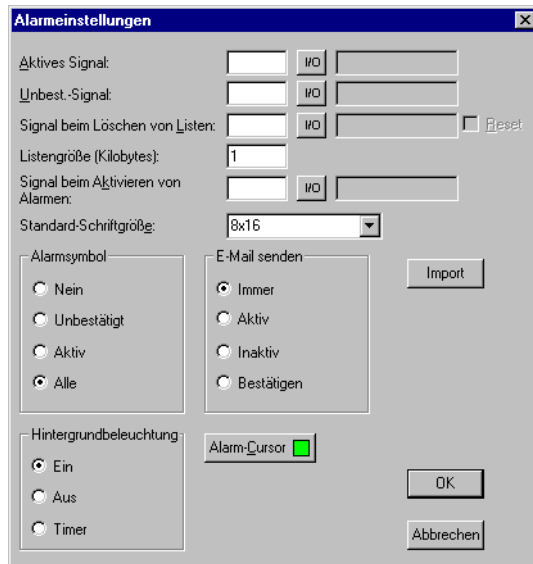 Alarmeinstellungen
Aktives Signal:
I/O
Unbest.-Signal:
I/O
Signal beim Löschen von Listen:
I/O
Reset
Listengröße (Kilobytes):
1
Signal beim Aktivieren von
Alarmen:
I/O
Standard-Schriftgröße:
8x16
Alarmsymbol
Nein
Unbestätigt
Aktiv
Alle
E-Mail senden
Immer
Aktiv
Inaktiv
Bestätigen
Import
Hintergrundbeleuchtung
Ein
Aus
Timer
Alarm-Cursor
OK
Abbrechen